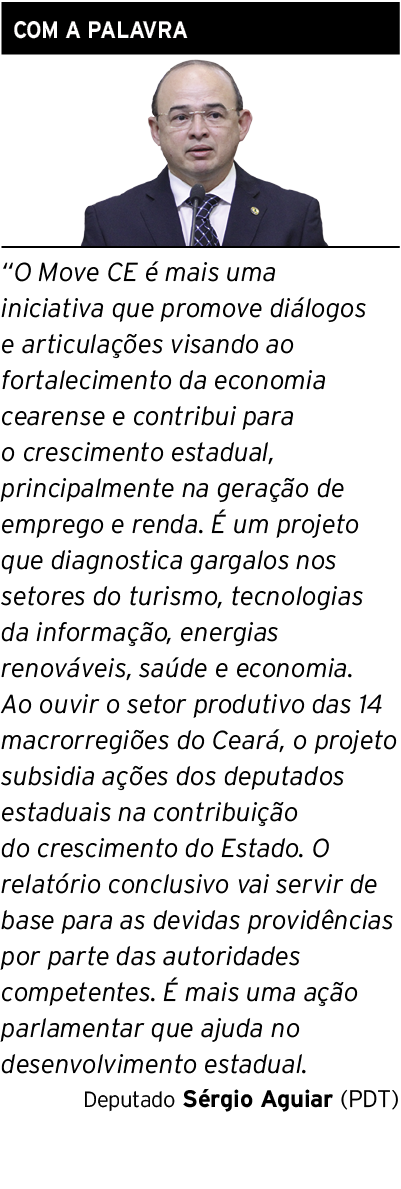 COM A PALAVRA
“O Move CE é mais uma
iniciativa que promove diálogos
e articulações visando ao
fortalecimento da economia
cearense e contribui para
o crescimento estadual,
principalmente na geração de
emprego e renda. É um projeto
que diagnostica gargalos nos
setores do turismo, tecnologias
da informação, energias
renováveis, saúde e economia.
Ao ouvir o setor produtivo das 14
macrorregiões do Ceará, o projeto
subsidia ações dos deputados
estaduais na contribuição
do crescimento do Estado. O
relatório conclusivo vai servir de
base para as devidas providências
por parte das autoridades
competentes. É mais uma ação
parlamentar que ajuda no
desenvolvimento estadual.
Deputado Sérgio Aguiar (PDT)